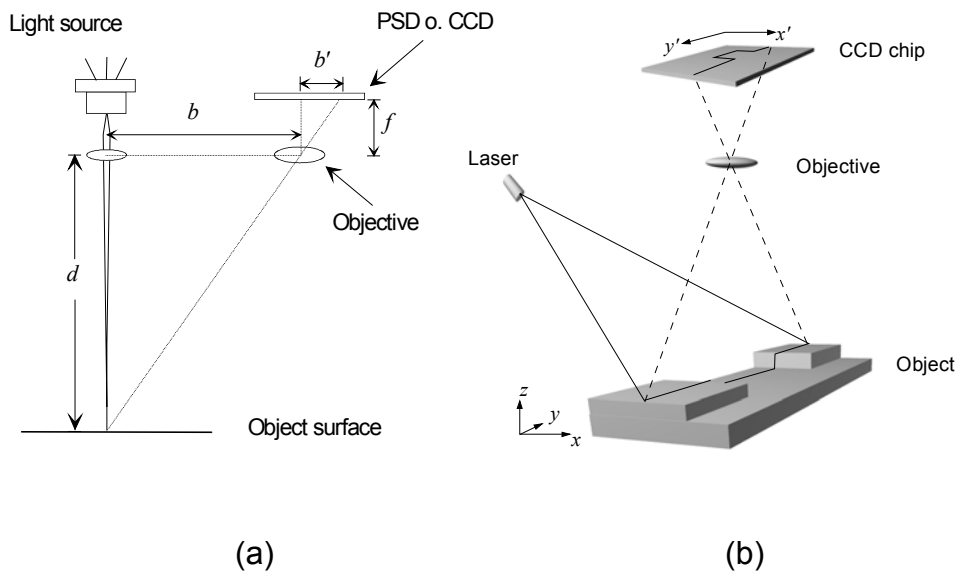 Light source
PSD o. CCD
b'
b
f
Objective
d
Object surface
(a)
y'
x'
CCD chip
Laser
Objective
Object
z
y
x
(b)